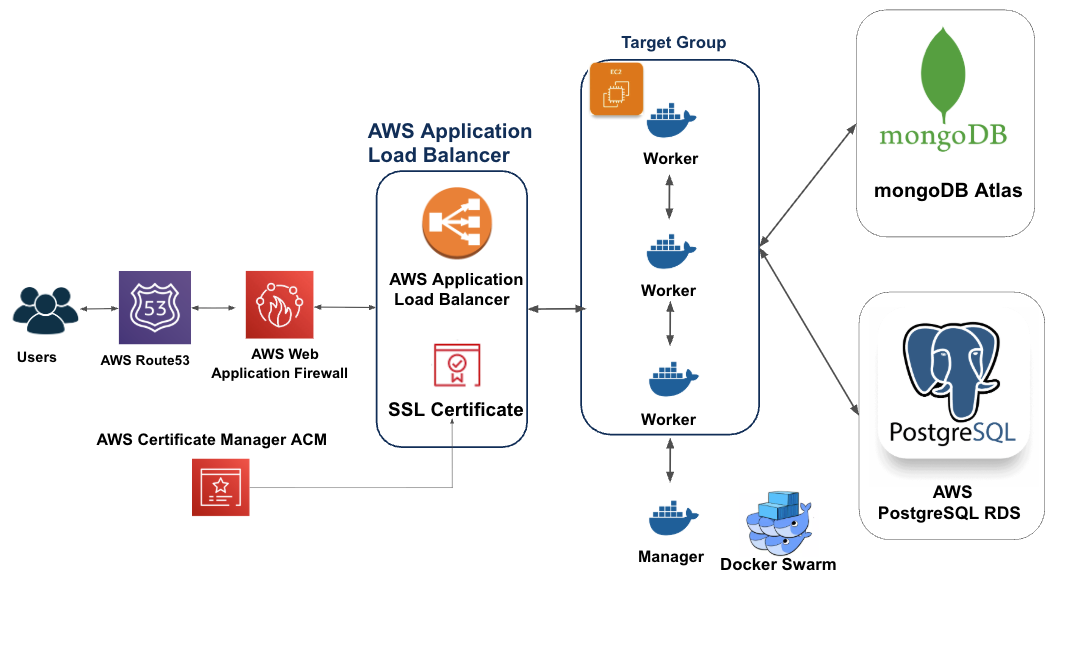 Target Group
EC2
Worker
Worker
Worker
Manager
Docker Swarm
mongoDB
mongoDB Atlas
PostgreSQL
AWS
PostgreSQL RDS
AWS Application
Load Balancer
AWS Application
Load Balancer
SSL Certificate
53
Users
AWS Route53
AWS Web
Application Firewall
AWS Certificate Manager ACM